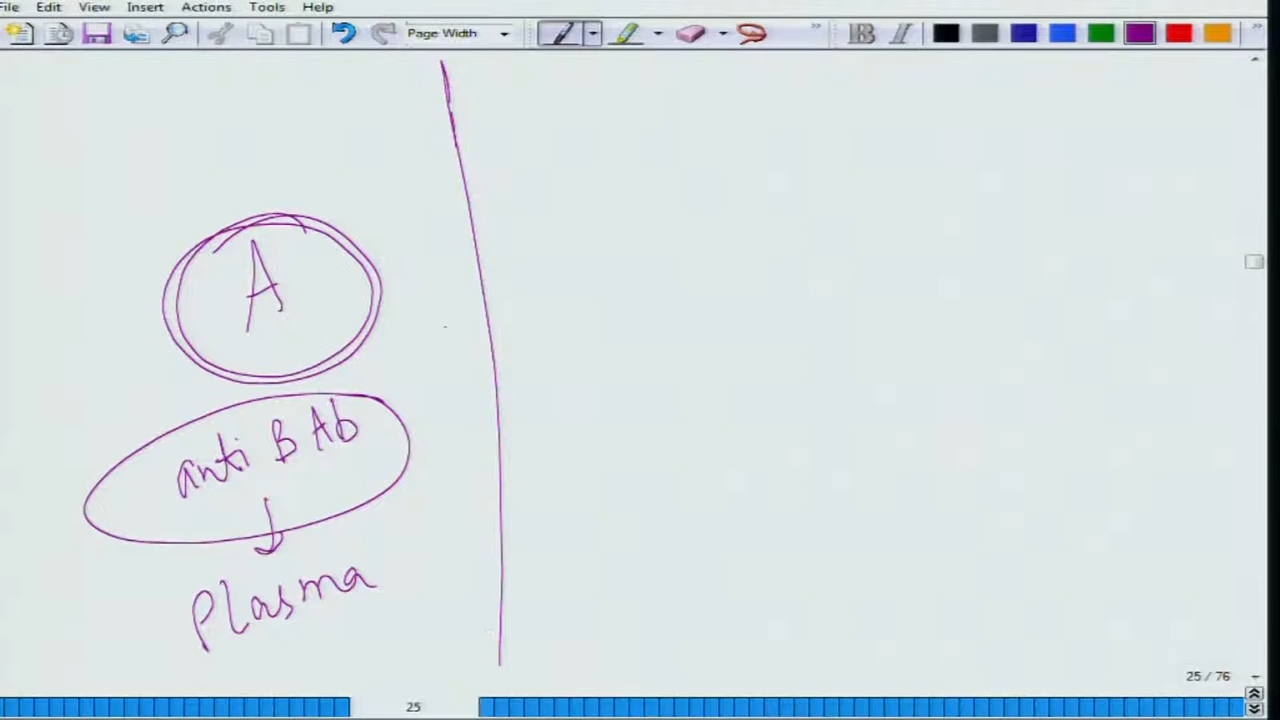 File Edit View Insert Actions Tools Help
Page Width B I
A
anti B Ab
Plasma
25 / 76
25